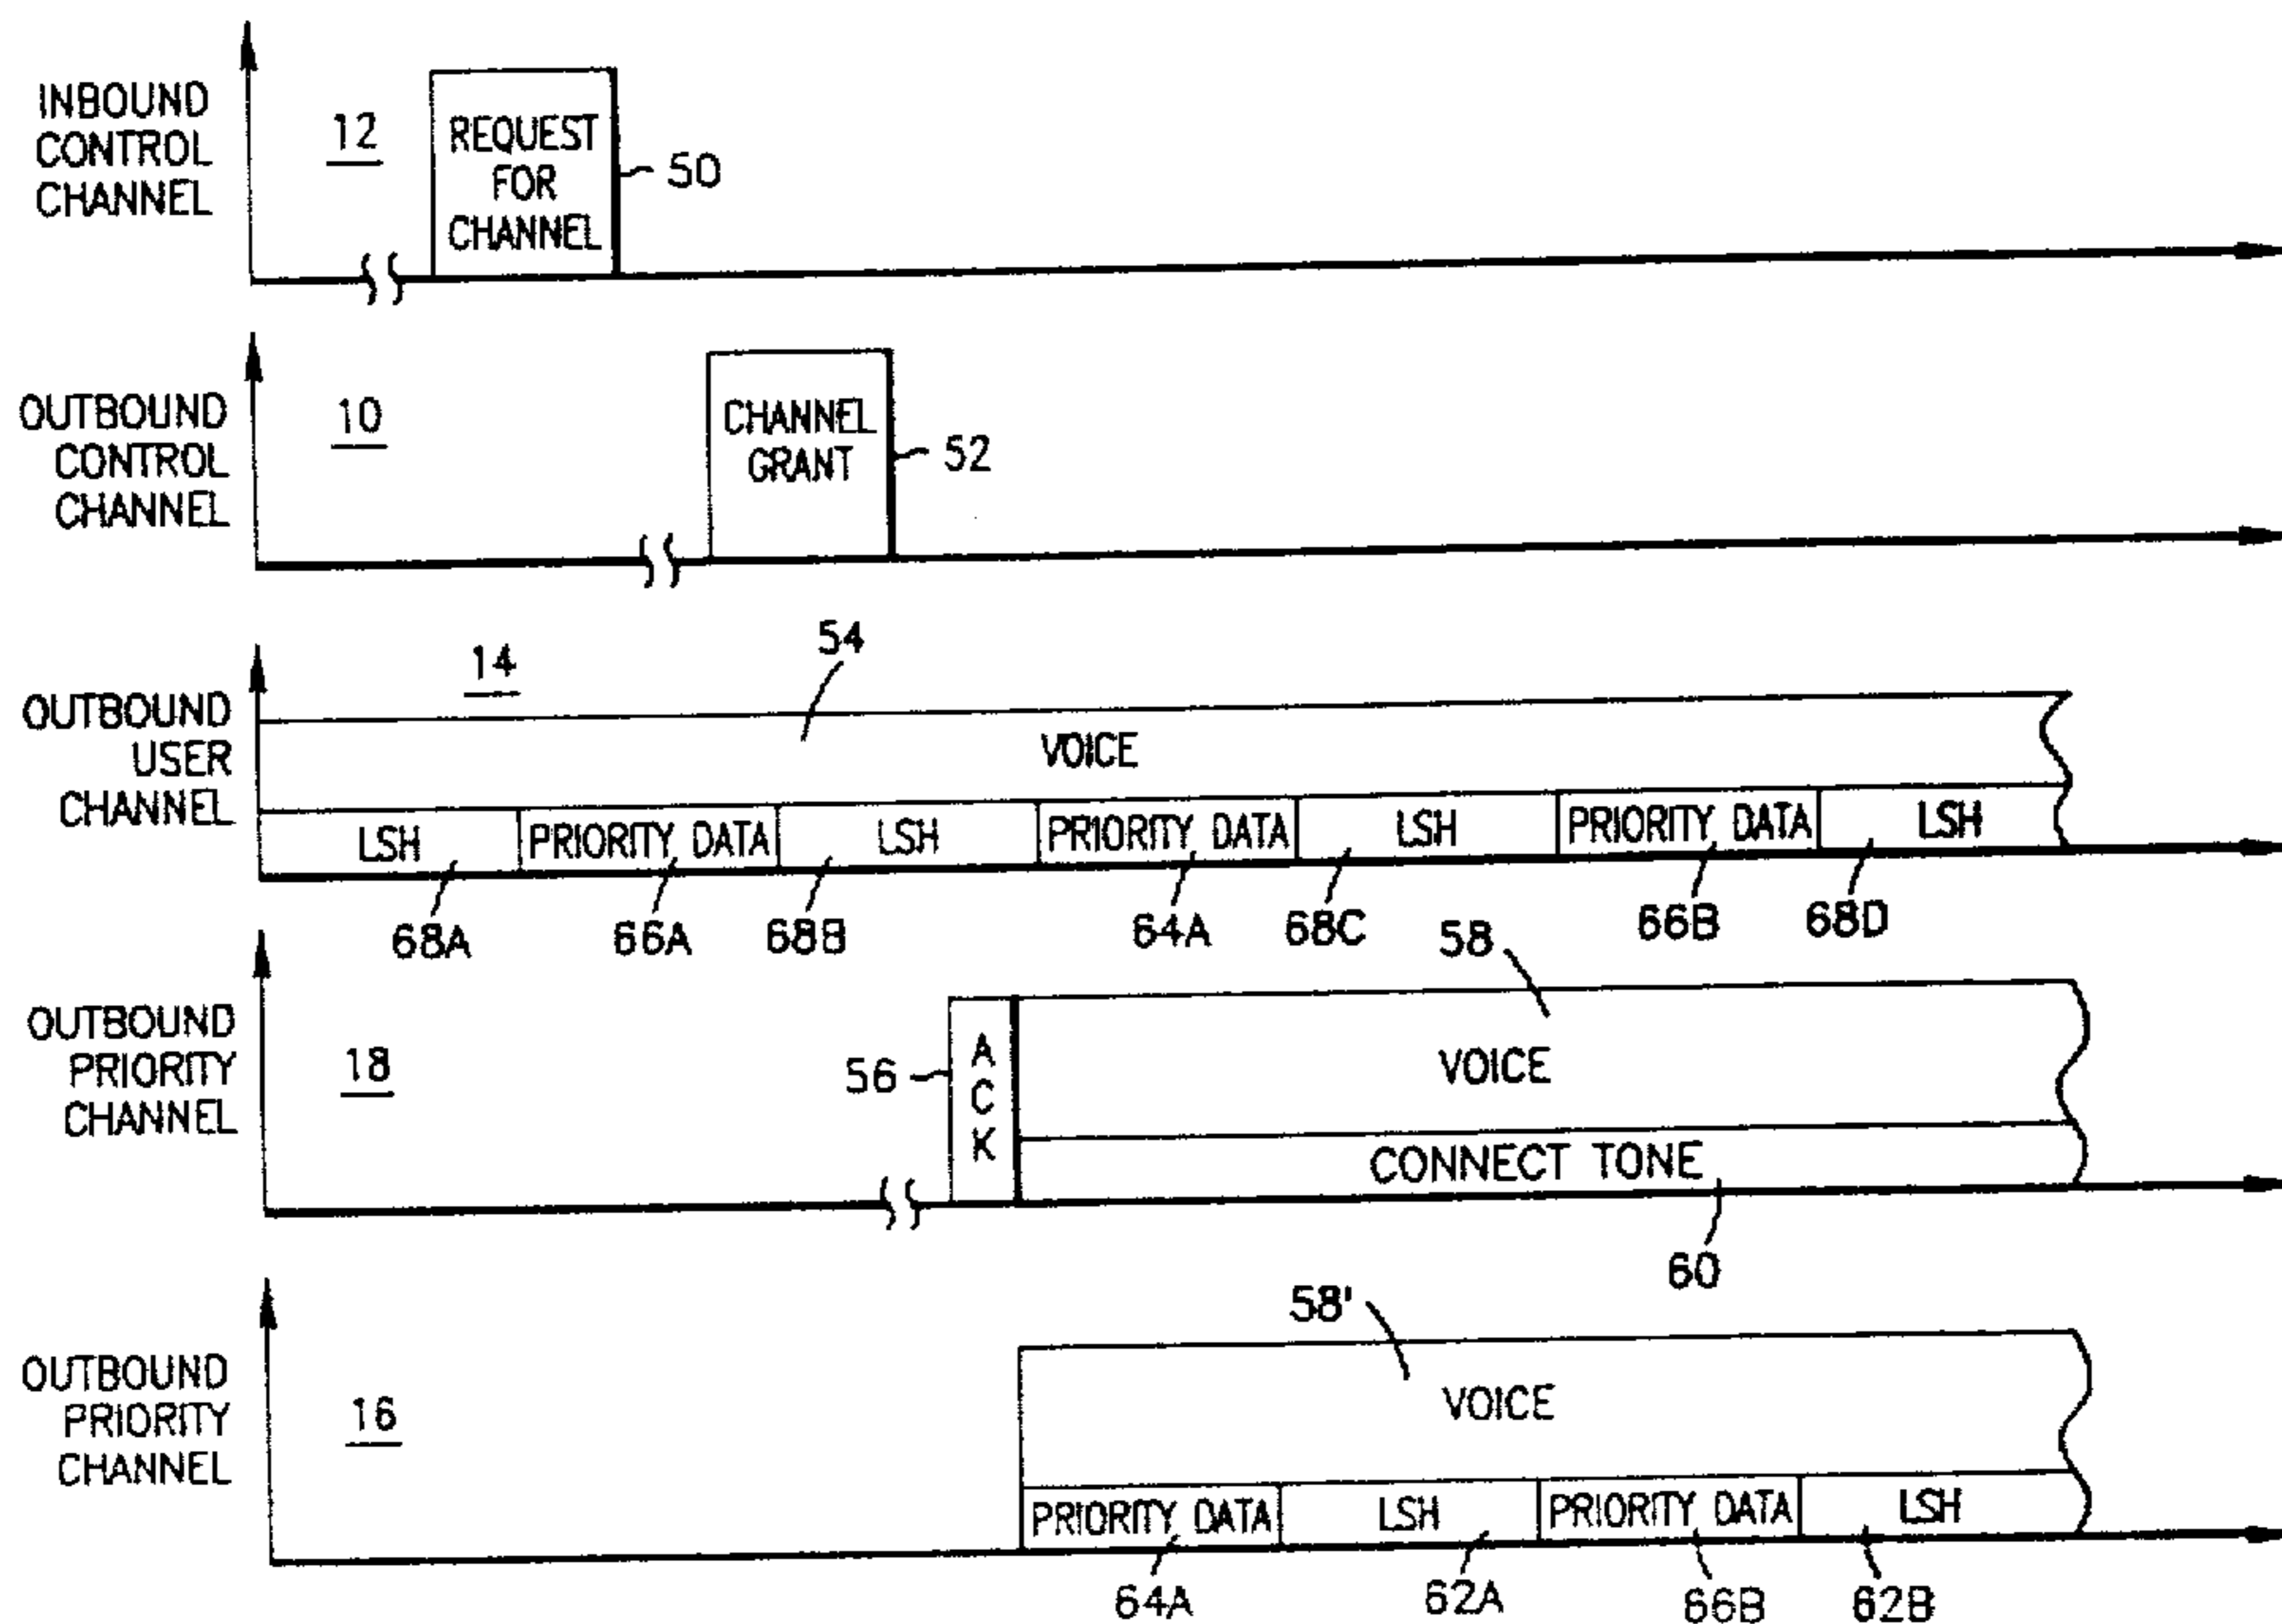 INBOUND
CONTROL
CHANNEL
12
REQUEST
FOR
CHANNEL
50
OUTBOUND
CONTROL
CHANNEL
10
CHANNEL
GRANT
52
OUTBOUND
USER
CHANNEL
14
54
VOICE
LSH
PRIORITY DATA
LSH
PRIORITY DATA
LSH
PRIORITY DATA
LSH
68A
66A
68B
64A
68C
66B
68D
OUTBOUND
PRIORITY
CHANNEL
18
56
ACK
58
VOICE
CONNECT TONE
60
OUTBOUND
PRIORITY
CHANNEL
16
58'
VOICE
PRIORITY DATA
LSH
PRIORITY DATA
LSH
64A
62A
66B
62B